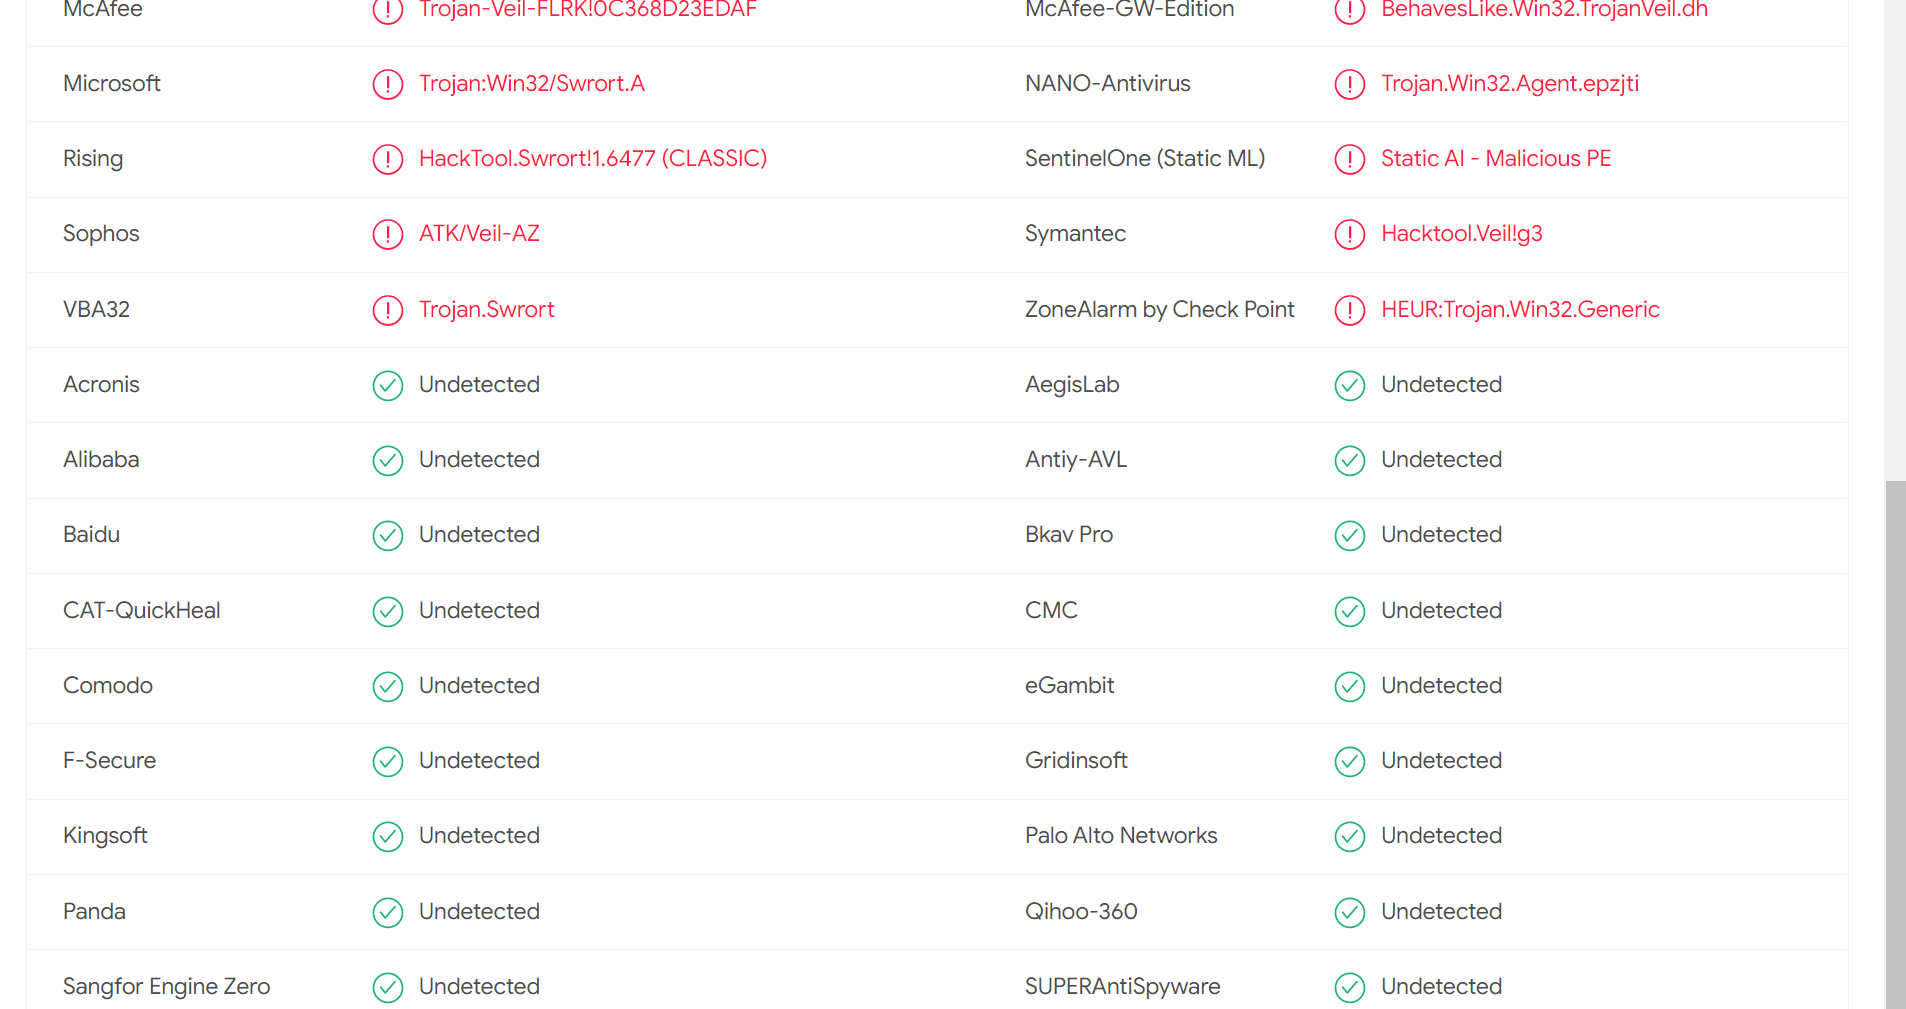 McAfee Trojan-Veil-FLRK!0C368D23EDAF McAfee-GW-Edition BehavesLike.Win32.TrojanVeil.dh
Microsoft Trojan:Win32/Swrort.A NANO-Antivirus Trojan.Win32.Agent.epzjti
Rising HackTool.Swrort!1.6477 (CLASSIC) SentinelOne (Static ML) Static AI - Malicious PE
Sophos ATK/Veil-AZ Symantec Hacktool.Veil!g3
VBA32 Trojan.Swrort ZoneAlarm by Check Point HEUR:Trojan.Win32.Generic
Acronis Undetected AegisLab Undetected
Alibaba Undetected Antiy-AVL Undetected
Baidu Undetected Bkav Pro Undetected
CAT-QuickHeal Undetected CMC Undetected
Comodo Undetected eGambit Undetected
F-Secure Undetected Gridinsoft Undetected
Kingsoft Undetected Palo Alto Networks Undetected
Panda Undetected Qihoo-360 Undetected
Sangfor Engine Zero Undetected SUPERAntiSpyware Undetected